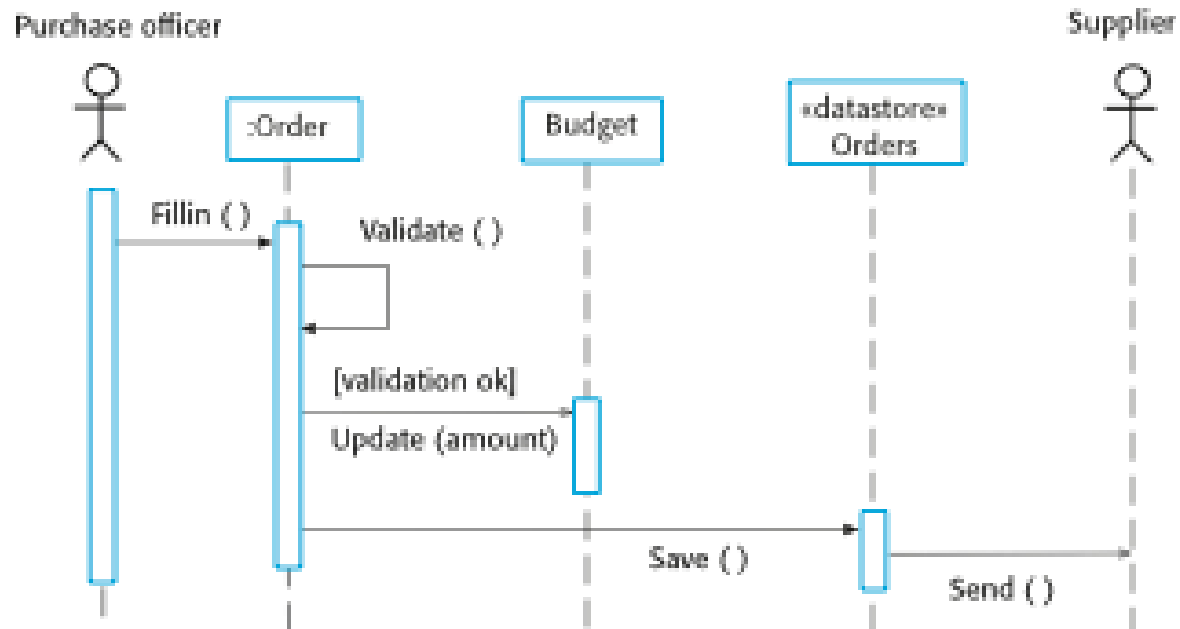 Purchase officer
Supplier
:Order
Budget
«datastore»
Orders
Fillin ( )
Validate ( )
[validation ok]
Update (amount)
Save ( )
Send ( )